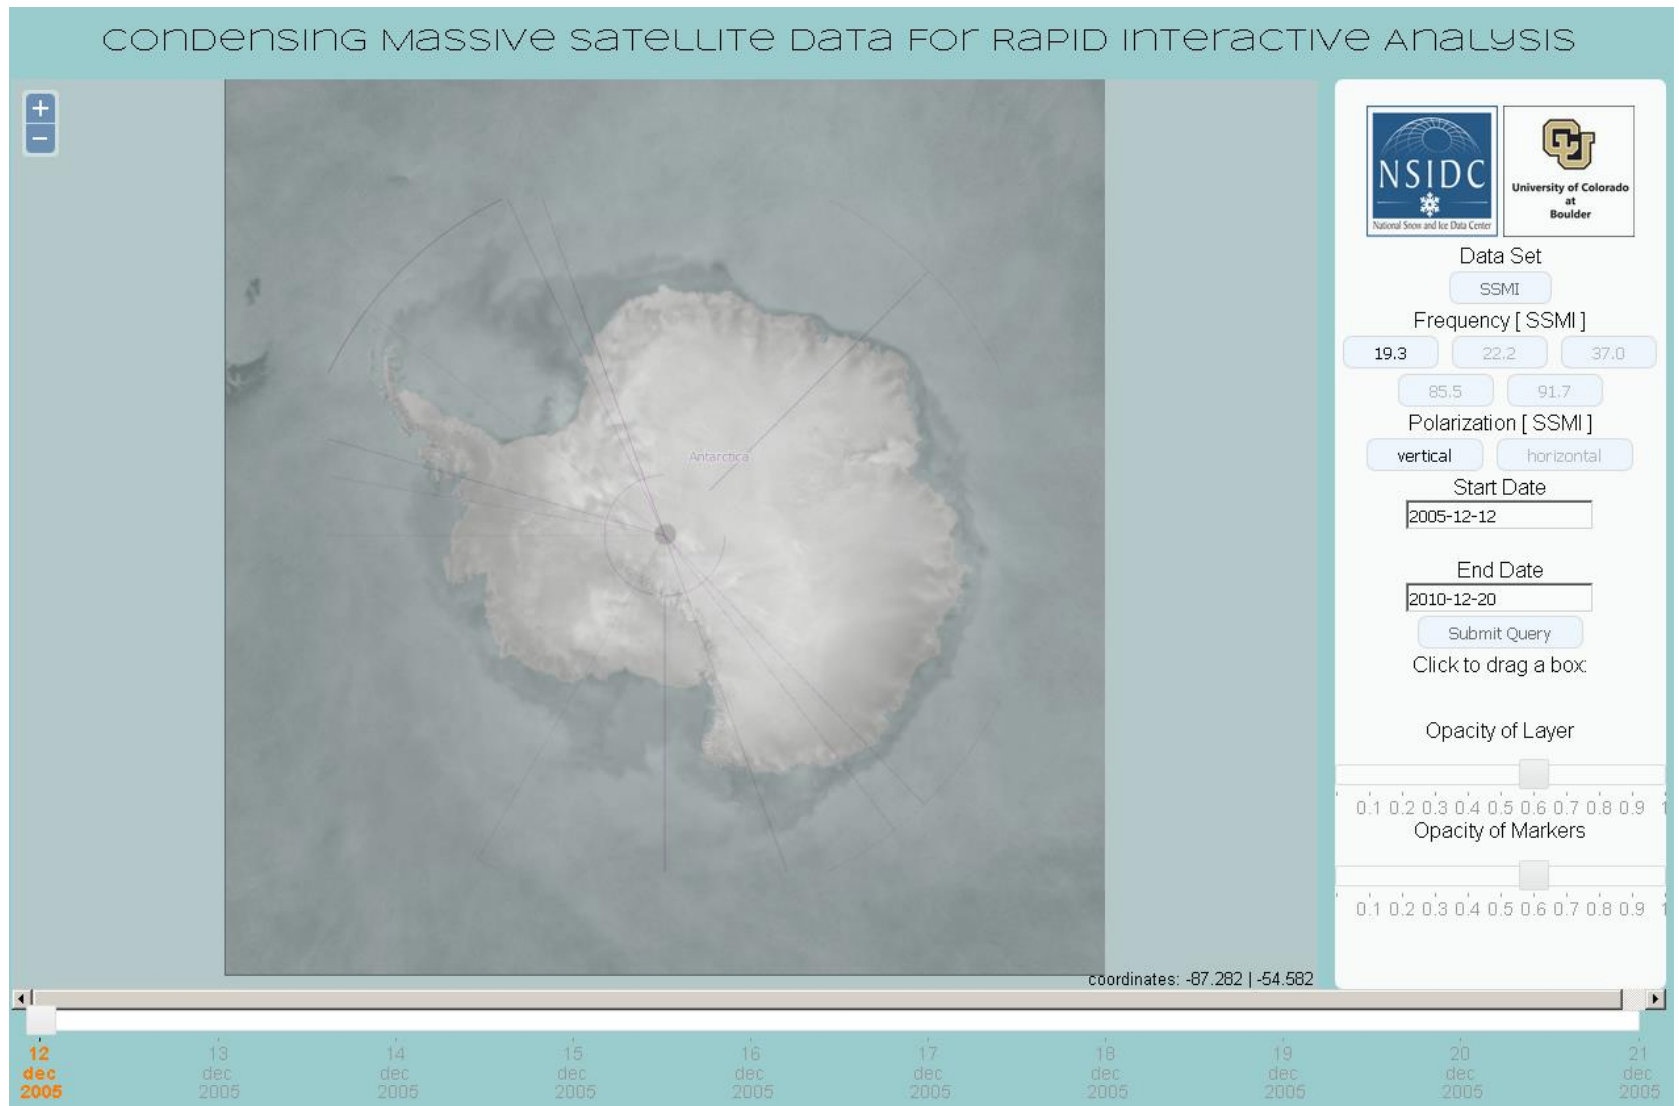 Condensing Massive Satellite Data for Rapid Interactive Analysis
+
−
Antarctica
coordinates: -87.282 | -54.582
NSIDC
National Snow and Ice Data Center
CU
University of Colorado
at
Boulder
Data Set
SSMI
Frequency [ SSMI ]
19.3 22.2 37.0
85.5 91.7
Polarization [ SSMI ]
vertical horizontal
Start Date
2005-12-12
End Date
2010-12-20
Submit Query
Click to drag a box:
Opacity of Layer
0.1 0.2 0.3 0.4 0.5 0.6 0.7 0.8 0.9 1
Opacity of Markers
0.1 0.2 0.3 0.4 0.5 0.6 0.7 0.8 0.9 1
12 13 14 15 16 17 18 19 20 21
dec dec dec dec dec dec dec dec dec dec
2005 2005 2005 2005 2005 2005 2005 2005 2005 2005